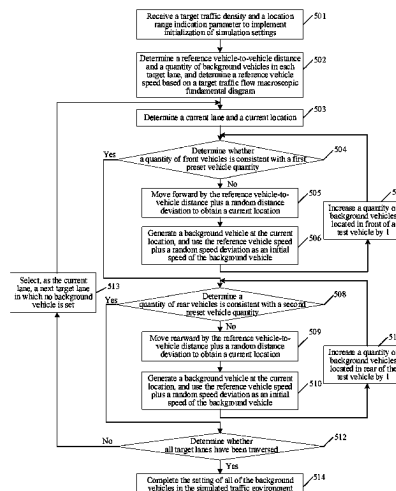 Receive a target traffic density and a location
range indication parameter to implement
initialization of simulation settings
501
Determine a reference vehicle-to-vehicle distance
and a quantity of background vehicles in each
target lane, and determine a reference vehicle
speed based on a target traffic flow macroscopic
fundamental diagram
502
Determine a current lane and a current location
503
Determine whether
a quantity of front vehicles is consistent with a first
preset vehicle quantity
504
Yes
No
Move forward by the reference vehicle-to-
vehicle distance plus a random distance
deviation to obtain a current location
505
Generate a background vehicle at the current
location, and use the reference vehicle speed
plus a random speed deviation as an initial
speed of the background vehicle
506
Increase a quantity of
background vehicles
located in front of a
test vehicle by 1
Select, as the current
lane, a next target lane
in which no background
vehicle is set
513
Determine a
quantity of rear vehicles is consistent with a second
preset vehicle quantity
508
Yes
No
Move rearward by the reference vehicle-to-
vehicle distance plus a random distance
deviation to obtain a current location
509
Generate a background vehicle at the current
location, and use the reference vehicle speed
plus a random speed deviation as an initial
speed of the background vehicle
510
Increase a quantity of
background vehicles
located in rear of the
test vehicle by 1
Determine whether
all target lanes have been traversed
512
No
Yes
Complete the setting of all of the background
vehicles in the simulated traffic environment
514